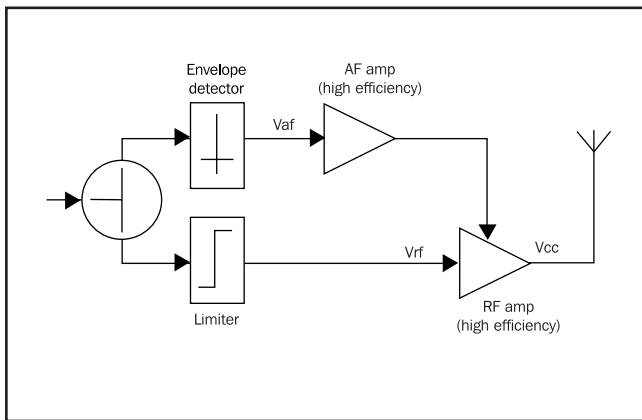 Envelope
detector
AF amp
(high efficiency)
Vaf
Vrf
Vcc
Limiter
RF amp
(high efficiency)